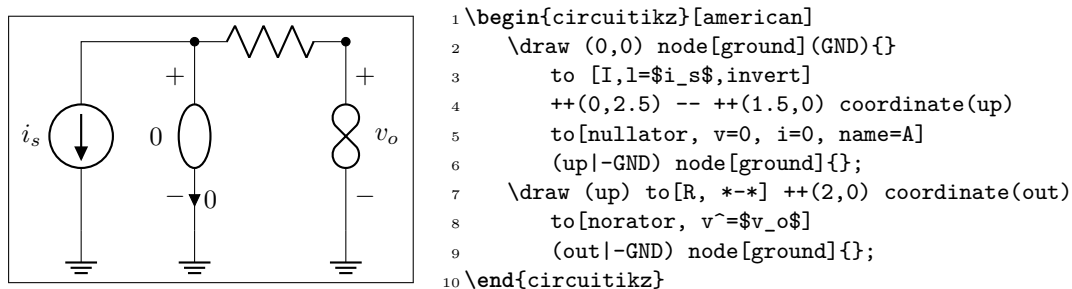 +
+
i_s
0
v_o
−
0
−
1 \begin{circuitikz}[american]
2     \draw (0,0) node[ground](GND){}
3        to [I,l=$i_s$,invert]
4        ++(0,2.5) -- ++(1.5,0) coordinate(up)
5        to[nullator, v=0, i=0, name=A]
6        (up|-GND) node[ground]{};
7     \draw (up) to[R, *-*] ++(2,0) coordinate(out)
8        to[norator, v^=$v_o$]
9        (out|-GND) node[ground]{};
10 \end{circuitikz}